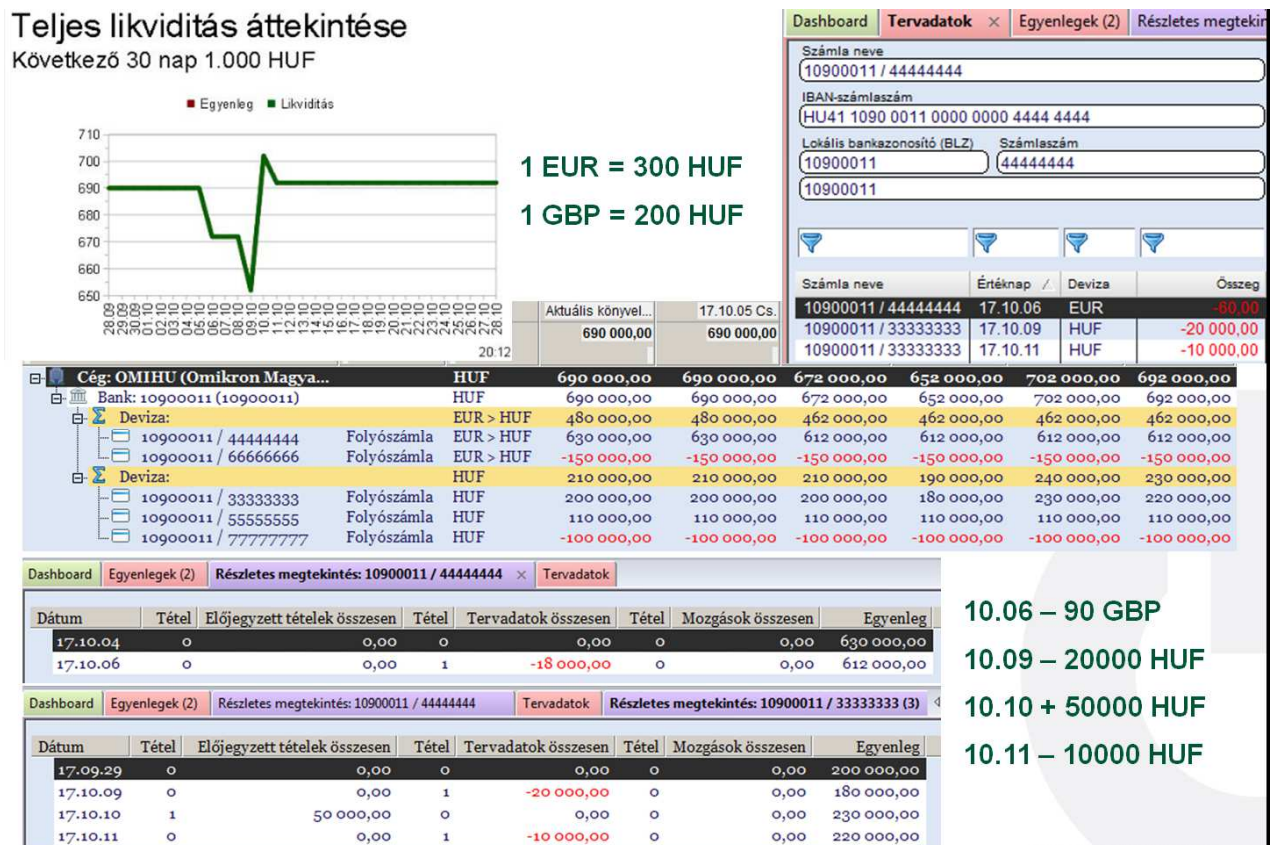 Teljes likviditás áttekintése
Következő 30 nap 1.000 HUF
Egyenleg Likviditás
710
700
690
680
670
660
650
28.09 29.09 30.09 01.10 02.10 03.10 04.10 05.10 06.10 07.10 08.10 09.10 10.10 11.10 12.10 13.10 14.10 15.10 16.10 17.10 18.10 19.10 20.10 21.10 22.10 23.10 24.10 25.10 26.10 27.10 28.10
20:12
1 EUR = 300 HUF
1 GBP = 200 HUF
Dashboard Tervadatok Egyenlegek (2) Részletes megtekin
Számla neve
10900011 / 44444444
IBAN-számlaszám
HU41 1090 0011 0000 0000 4444 4444
Lokális bankazonosító (BLZ) Számlaszám
10900011 44444444
10900011
Számla neve Értéknap Deviza Összeg
10900011 / 44444444 17.10.06 EUR -60,00
10900011 / 33333333 17.10.09 HUF -20 000,00
10900011 / 33333333 17.10.11 HUF -10 000,00
Aktuális könyvel... 17.10.05 Cs.
690 000,00 690 000,00
Cég: OMIHU (Omikron Magya... HUF 690 000,00 690 000,00 672 000,00 652 000,00 702 000,00 692 000,00
Bank: 10900011 (10900011) HUF 690 000,00 690 000,00 672 000,00 652 000,00 702 000,00 692 000,00
Σ Deviza: EUR > HUF 480 000,00 480 000,00 462 000,00 462 000,00 462 000,00 462 000,00
10900011 / 44444444 Folyószámla EUR > HUF 630 000,00 630 000,00 612 000,00 612 000,00 612 000,00 612 000,00
10900011 / 66666666 Folyószámla EUR > HUF -150 000,00 -150 000,00 -150 000,00 -150 000,00 -150 000,00 -150 000,00
Σ Deviza: HUF 210 000,00 210 000,00 210 000,00 190 000,00 240 000,00 230 000,00
10900011 / 33333333 Folyószámla HUF 200 000,00 200 000,00 200 000,00 180 000,00 230 000,00 220 000,00
10900011 / 55555555 Folyószámla HUF 110 000,00 110 000,00 110 000,00 110 000,00 110 000,00 110 000,00
10900011 / 77777777 Folyószámla HUF -100 000,00 -100 000,00 -100 000,00 -100 000,00 -100 000,00 -100 000,00
Dashboard Egyenlegek (2) Részletes megtekintés: 10900011 / 44444444 Tervadatok
Dátum Tétel Előjegyzett tételek összesen Tétel Tervadatok összesen Tétel Mozgások összesen Egyenleg
17.10.04 0 0,00 0 0,00 0 0,00 630 000,00
17.10.06 0 0,00 1 -18 000,00 0 0,00 612 000,00
Dashboard Egyenlegek (2) Részletes megtekintés: 10900011 / 44444444 Tervadatok Részletes megtekintés: 10900011 / 33333333 (3)
Dátum Tétel Előjegyzett tételek összesen Tétel Tervadatok összesen Tétel Mozgások összesen Egyenleg
17.09.29 0 0,00 0 0,00 0 0,00 200 000,00
17.10.09 0 0,00 1 -20 000,00 0 0,00 180 000,00
17.10.10 1 50 000,00 0 0,00 0 0,00 230 000,00
17.10.11 0 0,00 1 -10 000,00 0 0,00 220 000,00
10.06 – 90 GBP
10.09 – 20000 HUF
10.10 + 50000 HUF
10.11 – 10000 HUF